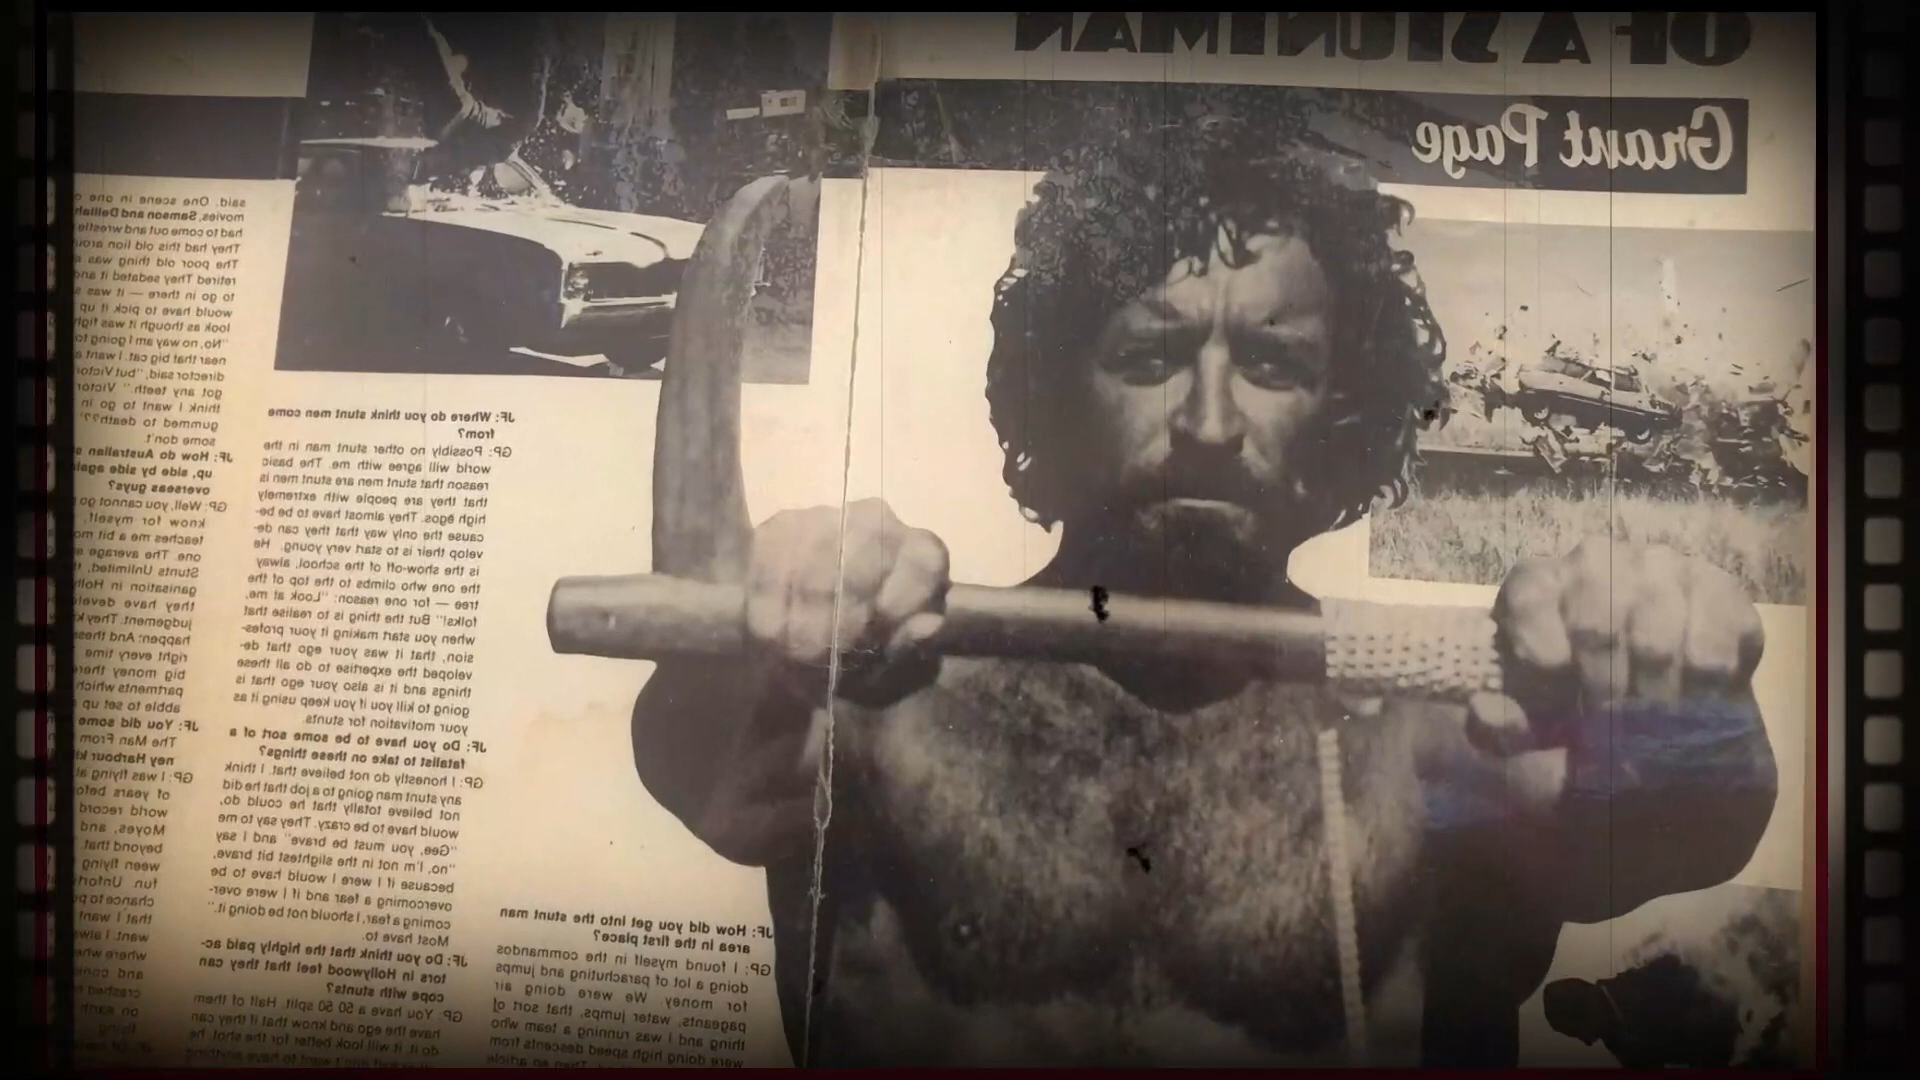 OF A STUNTMAN
Grant Page
JF: How did you get into the stunt man
area in the first place?
GP: I found myself in the commandos
doing a lot of parachuting and jumps
for money. We were doing air
pageants, water jumps, that sort of
thing and I was running a team who
were doing high speed descents from
Then an article
JF: Where do you think stunt men come
from?
GP: Possibly no other stunt man in the
world will agree with me. The basic
reason that stunt men are stunt men is
that they are people with extremely
high egos. They almost have to be be-
cause the only way that they can de-
velop their is to start very young. He
is the show-off of the school, alway
the one who climbs to the top of the
tree — for one reason: "Look at me,
folks!" But the thing is to realise that
when you start making it your profes-
sion, that it was your ego that de-
veloped the expertise to do all these
things and it is also your ego that is
going to kill you if you keep using it as
your motivation for stunts.
JF: Do you have to be some sort of a
fatalist to take on these things?
GP: I honestly do not believe that. I think
any stunt man going to a job that he did
not believe totally that he could do,
would have to be crazy. They say to me
"Gee, you must be brave" and I say
"no, I'm not in the slightest bit brave,
because if I were I would have to be
overcoming a fear and if I were over-
coming a fear, I should not be doing it."
Most have to.
JF: Do you think that the highly paid ac-
tors in Hollywood feel that they can
cope with stunts?
GP: You have a 50 50 split. Half of them
have the ego and know that if they can
do it, it will look better for the shot, he
said. One scene in one o
movies, Samson and Delilah
had to come out and wrestle
They had this old lion arou
The poor old thing was a
retired They sedated it and
to go in there — it was s
would have to pick it up
look as though it was figh
"No, no way am I going to
near that big cat. I want a
director said, "but Victor
got any teeth." Victor
think I want to go in
gummed to death?"
some don't.
JF: How do Australian s
up, side by side again
overseas guys?
GP: Well, you cannot go
know for myself,
teaches me a bit mo
one. The average a
Stunts Unlimited, t
ganisation in Holly
they have develo
judgement. They k
happen: And these
right every time
big money there
partments which
abble to set up
JF: You did some
The Man From
ney Harbour ki
GP: I was flying at
of years befo
world record
Moyes, and
beyond that
ween flying
fun Unfort
chance to p
that I want
want. I alwa
where whe
and
crashed
on earth
flying